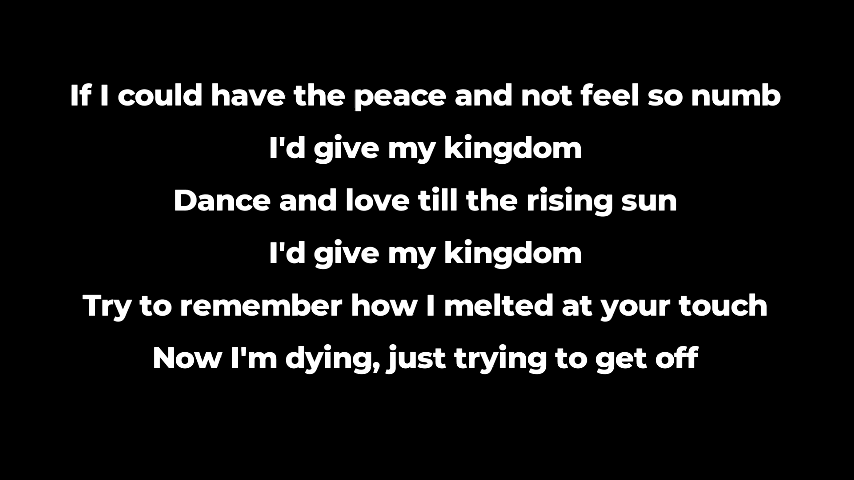 If I could have the peace and not feel so numb
I'd give my kingdom
Dance and love till the rising sun
I'd give my kingdom
Try to remember how I melted at your touch
Now I'm dying, just trying to get off